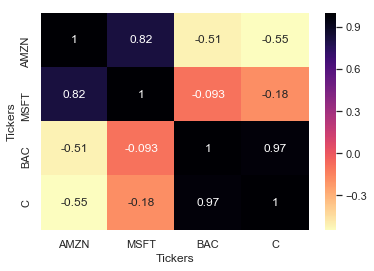 AMZN 1 0.82 -0.51 -0.55
MSFT 0.82 1 -0.093 -0.18
BAC -0.51 -0.093 1 0.97
C -0.55 -0.18 0.97 1
Tickers
AMZN MSFT BAC C
Tickers
0.9
0.6
0.3
0.0
−0.3